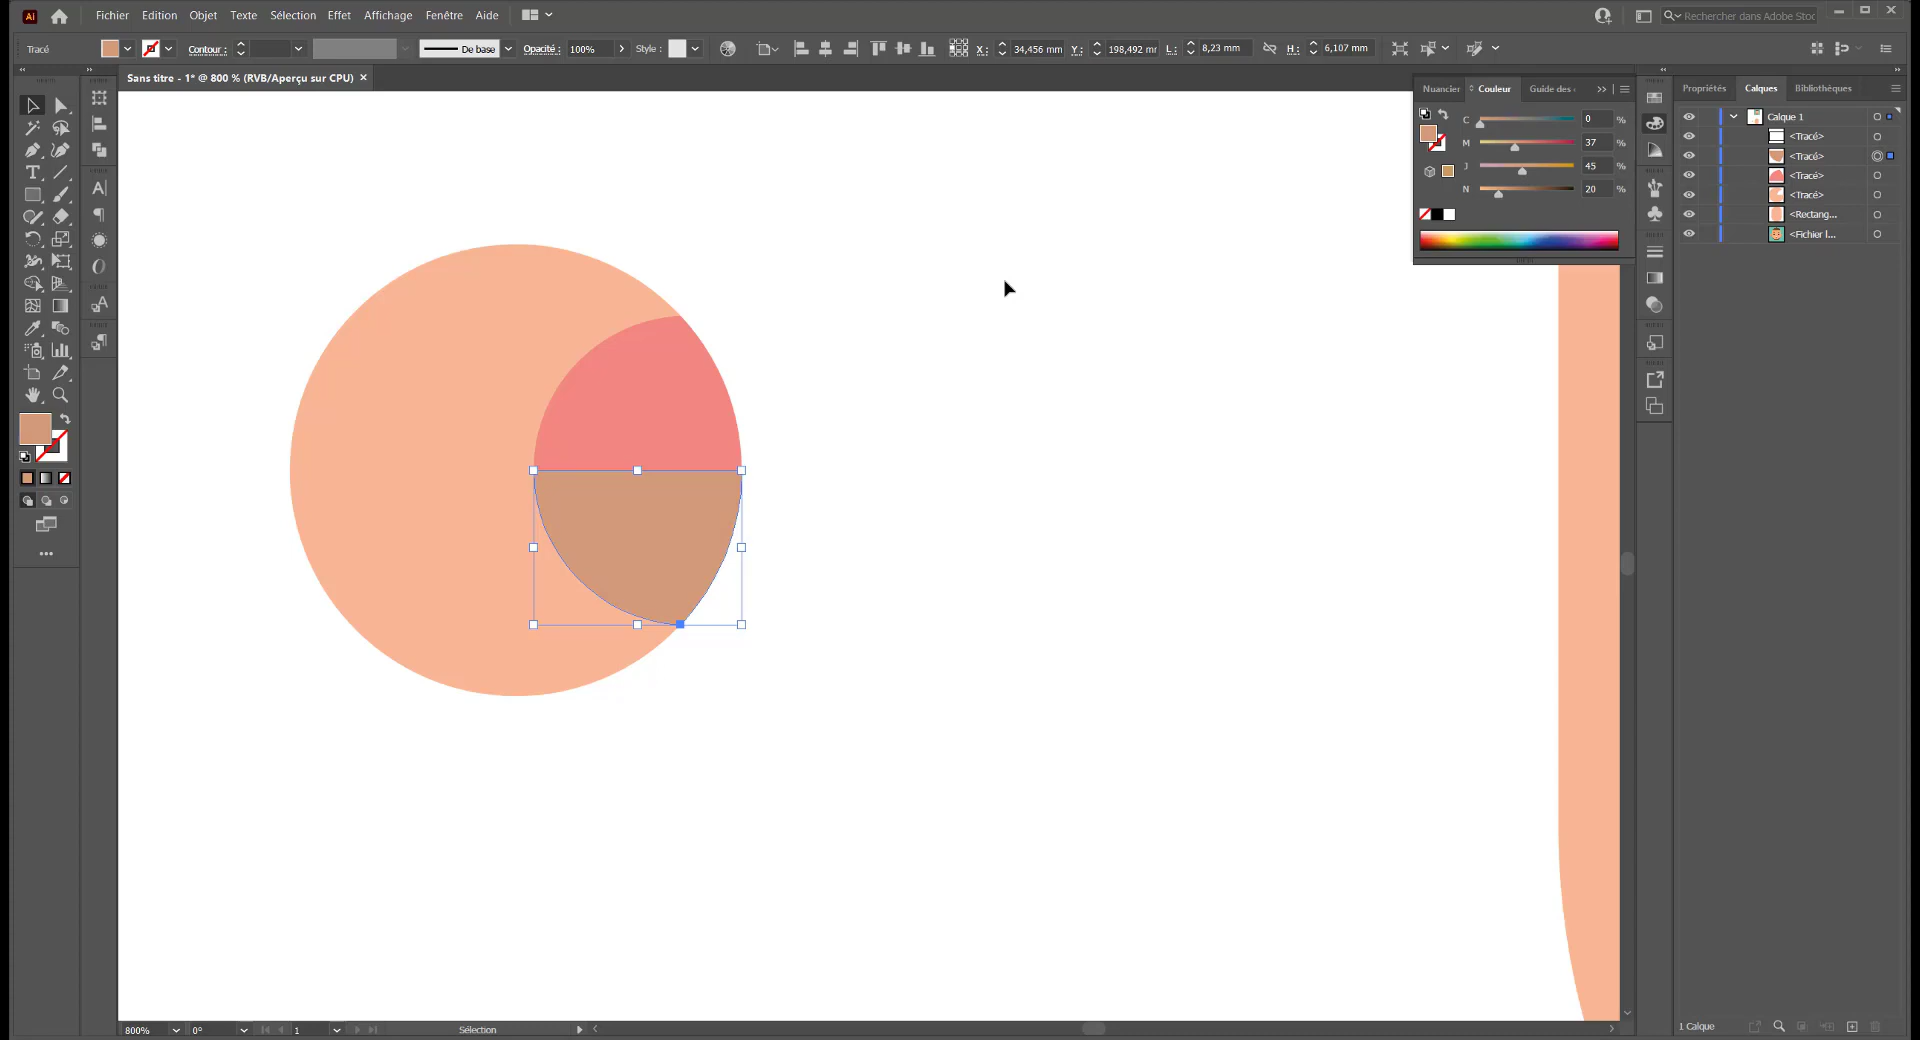 Ai Fichier Edition Objet Texte Sélection Effet Affichage Fenêtre Aide Rechercher dans Adobe Stoc
Tracé Contour : De base Opacité : 100% Style : X : 34,456 mm Y : 198,492 mr L : 8,23 mm H : 6,107 mm
Sans titre - 1* @ 800 % (RVB/Aperçu sur CPU) ×
Nuancier Couleur Guide des
C 0 %
M 37 %
J 45 %
N 20 %
Propriétés Calques Bibliothèques
Calque 1
<Tracé>
<Tracé>
<Tracé>
<Tracé>
<Rectang...
<Fichier l...
800% 0° 1 Sélection
1 Calque